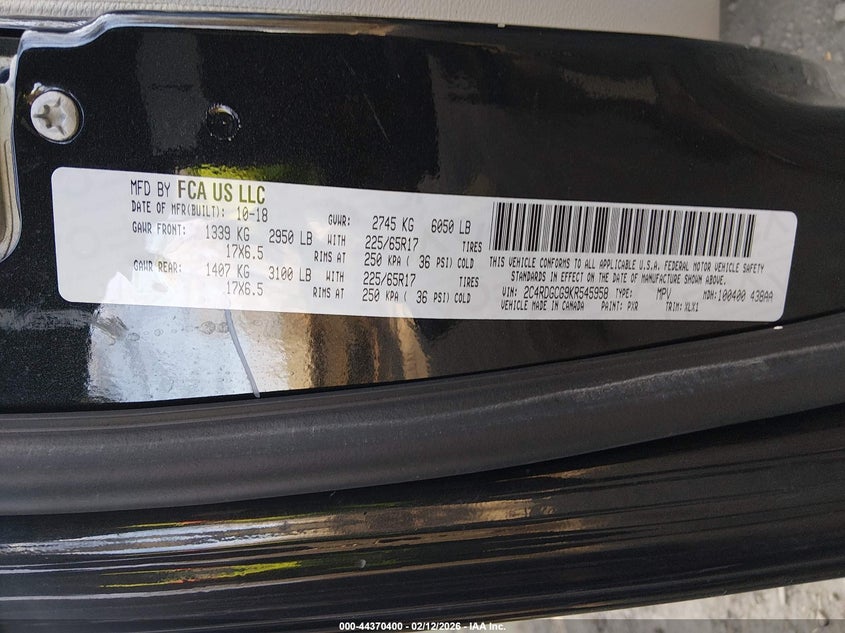 MFD BY FCA US LLC
DATE OF MFR(BUILT): 10-18 GVWR: 2745 KG 6050 LB
GAWR FRONT: 1339 KG 2950 LB WITH 225/65R17 TIRES
17X6.5 RIMS AT 250 KPA ( 36 PSI) COLD
GAWR REAR: 1407 KG 3100 LB WITH 225/65R17 TIRES
17X6.5 RIMS AT 250 KPA ( 36 PSI) COLD
THIS VEHICLE CONFORMS TO ALL APPLICABLE U.S.A. FEDERAL MOTOR VEHICLE SAFETY
STANDARDS IN EFFECT ON THE DATE OF MANUFACTURE SHOWN ABOVE.
VIN: 2C4RDGCG9KR545958 TYPE: MPV MDH: 100400 43BAA
VEHICLE MADE IN CANADA PAINT: PXR TRIM: XLX1
000-44370400 - 02/12/2026 - IAA Inc.